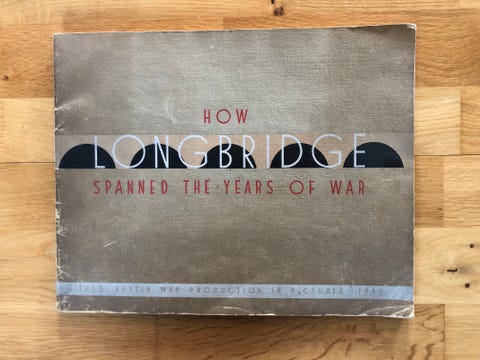 HOW
LONGBRIDGE
SPANNED THE YEARS OF WAR
1939 AUSTIN WAR PRODUCTION IN PICTURES 1945